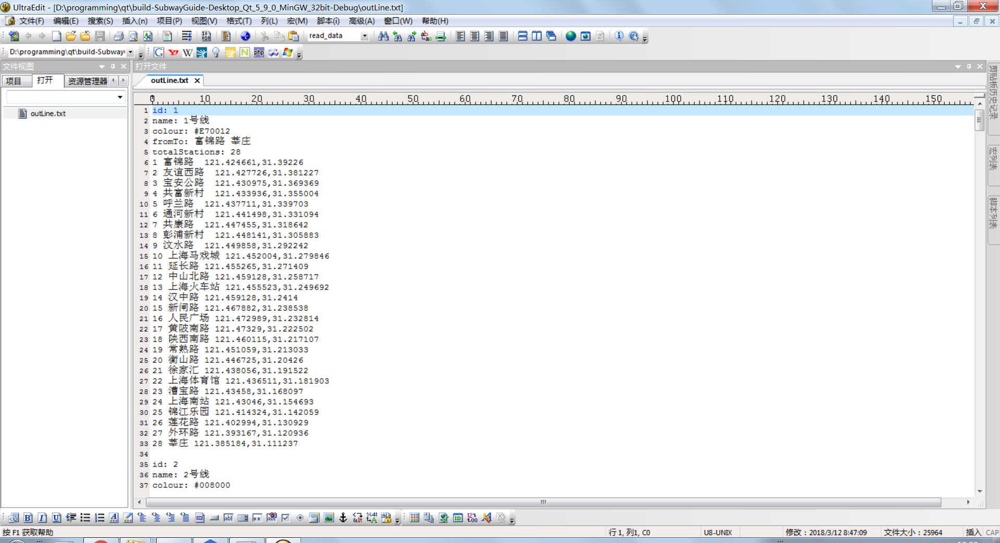 UltraEdit - [D:\programming\qt\build-SubwayGuide-Desktop_Qt_5_9_0_MinGW_32bit-Debug\outLine.txt]
文件(F) 编辑(E) 搜索(S) 插入(n) 项目(P) 视图(V) 格式(T) 列(L) 宏(M) 脚本(i) 高级(A) 窗口(W) 帮助(H)
read_data
D:\programming\qt\build-Subway
文件视图
打开文件
项目 打开 资源管理器
outLine.txt
outLine.txt
0 10 20 30 40 50 60 70 80 90 100 110 120 130 140 150
1 id: 1
2 name: 1号线
3 colour: #E70012
4 fromTo: 富锦路 莘庄
5 totalStations: 28
6 1 富锦路  121.424661,31.39226
7 2 友谊西路  121.427726,31.381227
8 3 宝安公路  121.430975,31.369369
9 4 共富新村  121.433936,31.355004
10 5 呼兰路  121.437711,31.339703
11 6 通河新村  121.441498,31.331094
12 7 共康路  121.447455,31.318642
13 8 彭浦新村  121.448141,31.305883
14 9 汶水路  121.449858,31.292242
15 10 上海马戏城 121.452004,31.279846
16 11 延长路 121.455265,31.271409
17 12 中山北路 121.459128,31.258717
18 13 上海火车站 121.455523,31.249692
19 14 汉中路 121.459128,31.2414
20 15 新闸路 121.467882,31.238538
21 16 人民广场 121.472989,31.232814
22 17 黄陂南路 121.47329,31.222502
23 18 陕西南路 121.460115,31.217107
24 19 常熟路 121.451059,31.213033
25 20 衡山路 121.446725,31.20426
26 21 徐家汇 121.438056,31.191522
27 22 上海体育馆 121.436511,31.181903
28 23 漕宝路 121.43458,31.168097
29 24 上海南站 121.43046,31.154693
30 25 锦江乐园 121.414324,31.142059
31 26 莲花路 121.402994,31.130929
32 27 外环路 121.393167,31.120936
33 28 莘庄 121.385184,31.111237
34
35 id: 2
36 name: 2号线
37 colour: #008000
剪贴板历史记录
宏列表
脚本列表
按 F1 获取帮助
行 1, 列1, C0
U8-UNIX
修改：2018/3/12 8:47:09
文件大小：25964
插入
CAP